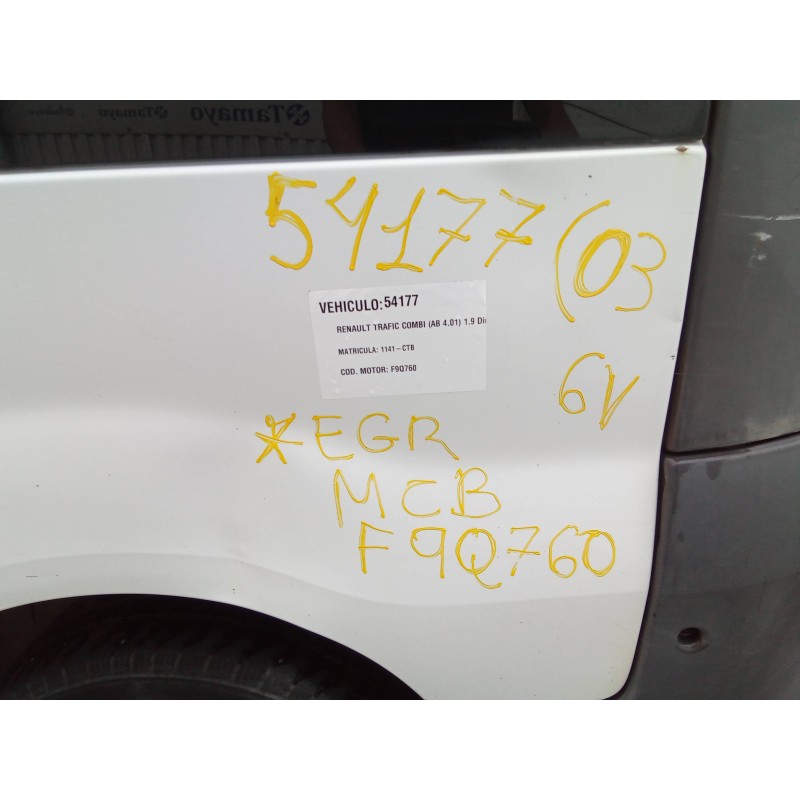 Tamayo
54177 (03
VEHICULO:54177
RENAULT TRAFIC COMBI (AB 4.01) 1.9 Di
MATRICULA: 1141-CTB
COD. MOTOR: F9Q760
6V
*EGR
MCB
F9Q760